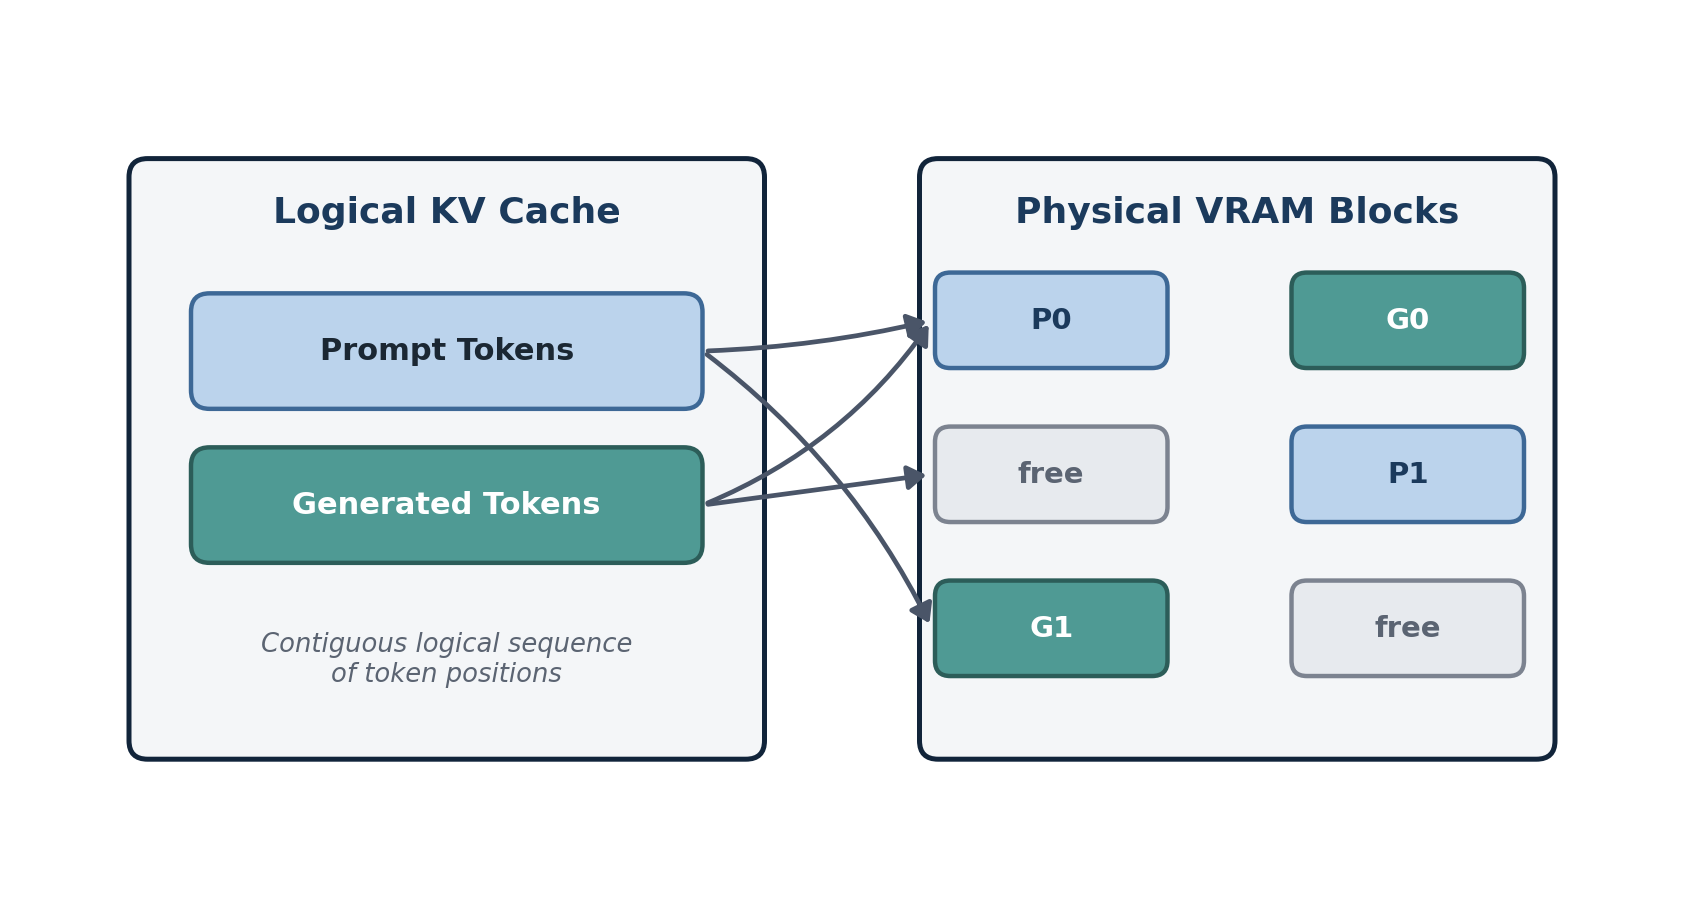 Logical KV Cache
Prompt Tokens
Generated Tokens
Contiguous logical sequence
of token positions
Physical VRAM Blocks
P0
G0
free
P1
G1
free